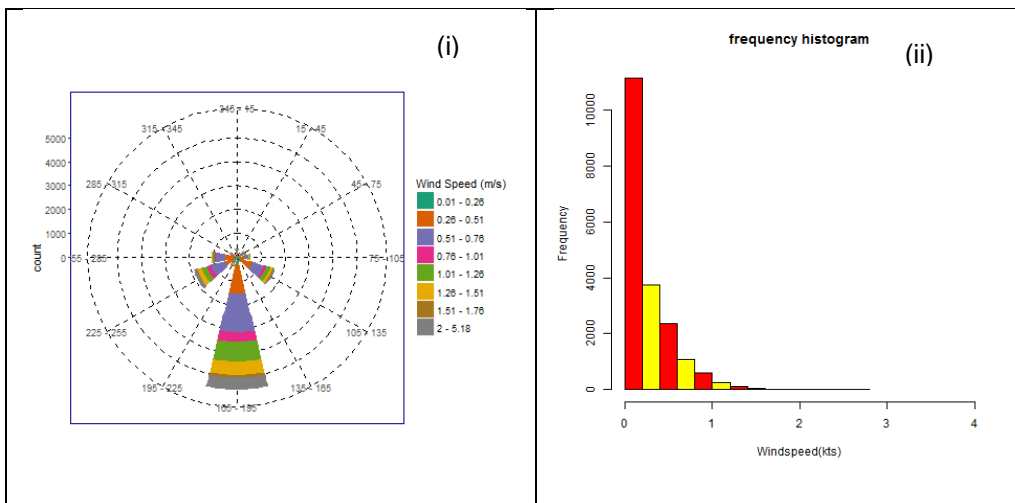 (i)
345 - 15
315 - 345
15 - 45
285 - 315
45 - 75
55 - 285
75 - 105
225 - 255
105 - 135
195 - 225
135 - 165
165 - 195
5000
4000
3000
2000
1000
0
count
Wind Speed (m/s)
0.01 - 0.26
0.26 - 0.51
0.51 - 0.76
0.76 - 1.01
1.01 - 1.26
1.26 - 1.51
1.51 - 1.76
2 - 5.18
frequency histogram
(ii)
Frequency
10000
8000
6000
4000
2000
0
0 1 2 3 4
Windspeed(kts)